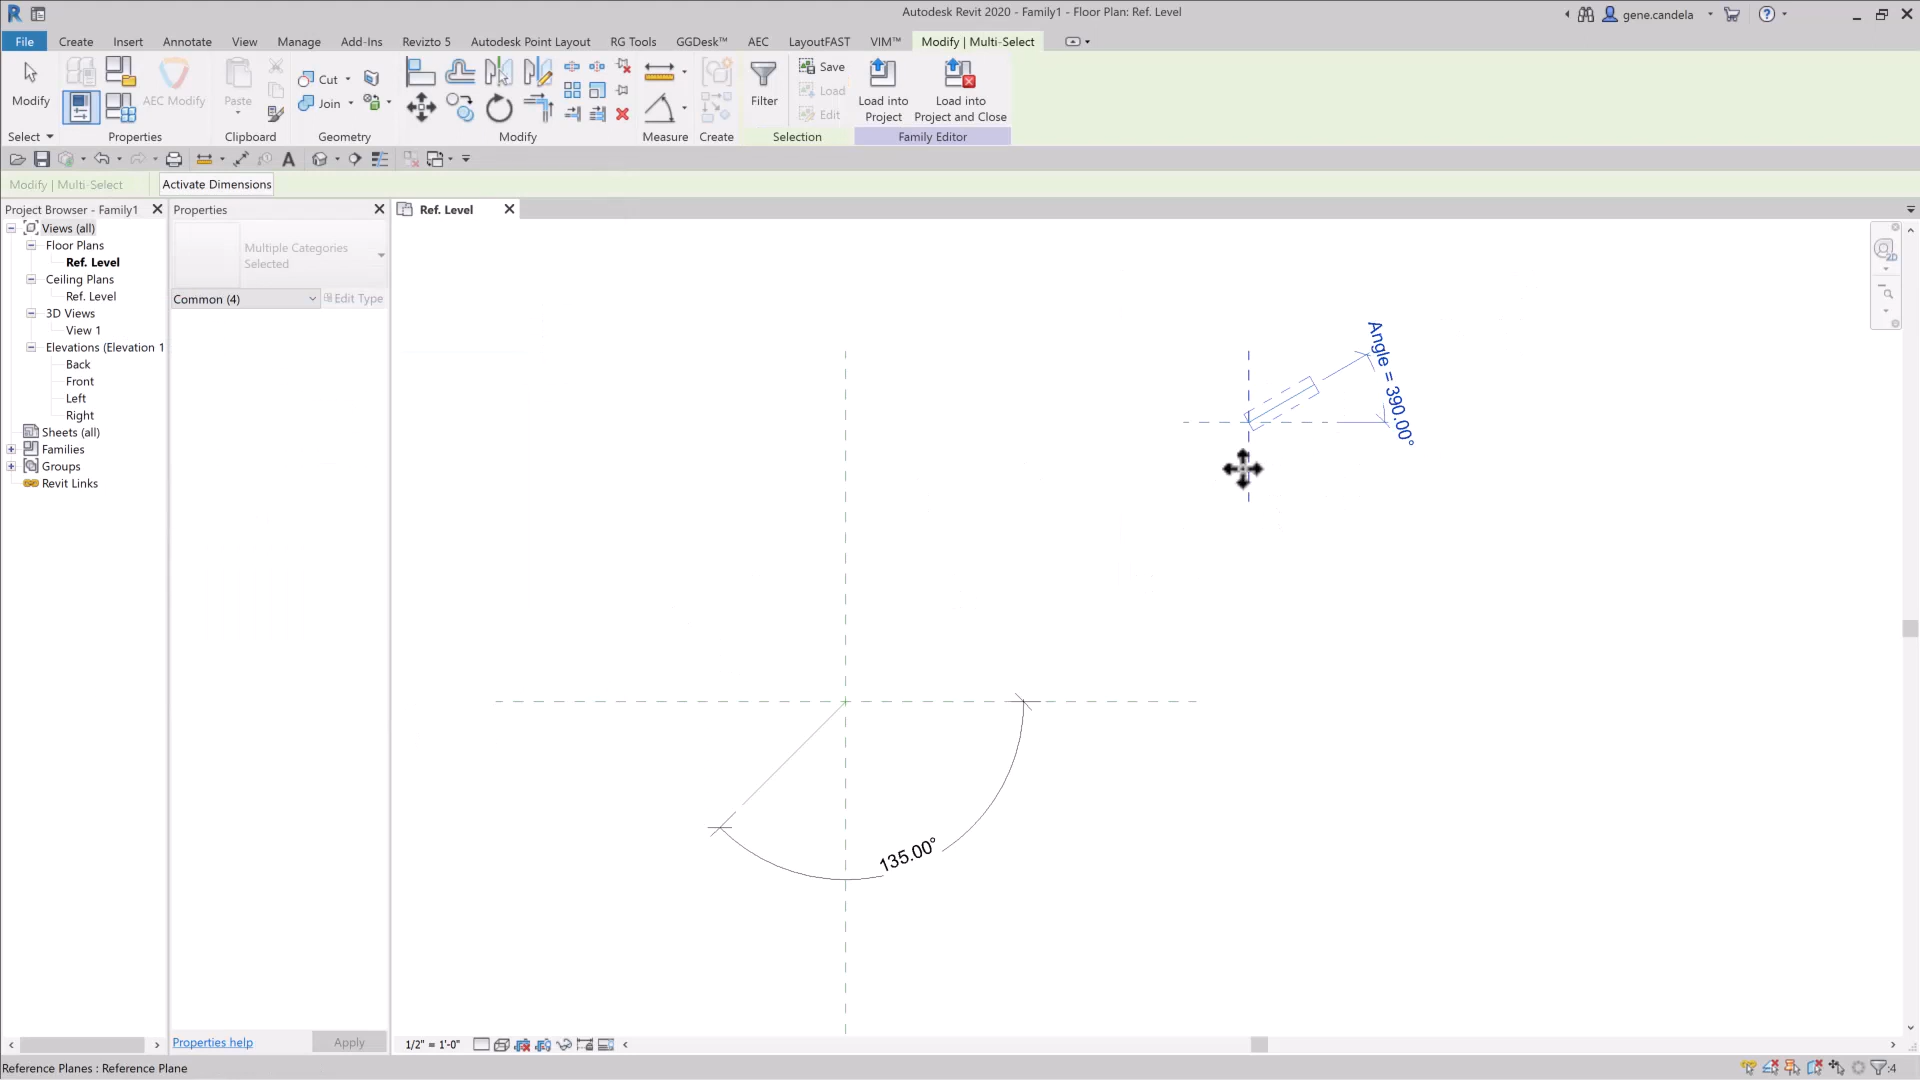 Autodesk Revit 2020 - Family1 - Floor Plan: Ref. Level
gene.candela
File Create Insert Annotate View Manage Add-Ins Revizto 5 Autodesk Point Layout RG Tools GGDesk™ AEC LayoutFAST VIM™ Modify | Multi-Select
Modify
AEC Modify
Paste
Cut
Join
Filter
Save
Load
Edit
Load into
Project
Load into
Project and Close
Select Properties Clipboard Geometry Modify Measure Create Selection Family Editor
Modify | Multi-Select Activate Dimensions
Project Browser - Family1
Views (all)
Floor Plans
Ref. Level
Ceiling Plans
Ref. Level
3D Views
View 1
Elevations (Elevation 1
Back
Front
Left
Right
Sheets (all)
Families
Groups
Revit Links
Properties
Multiple Categories
Selected
Common (4)
Edit Type
Properties help
Apply
Ref. Level
2D
Angle = 390.00°
135.00°
1/2" = 1'-0"
Reference Planes : Reference Plane
:4